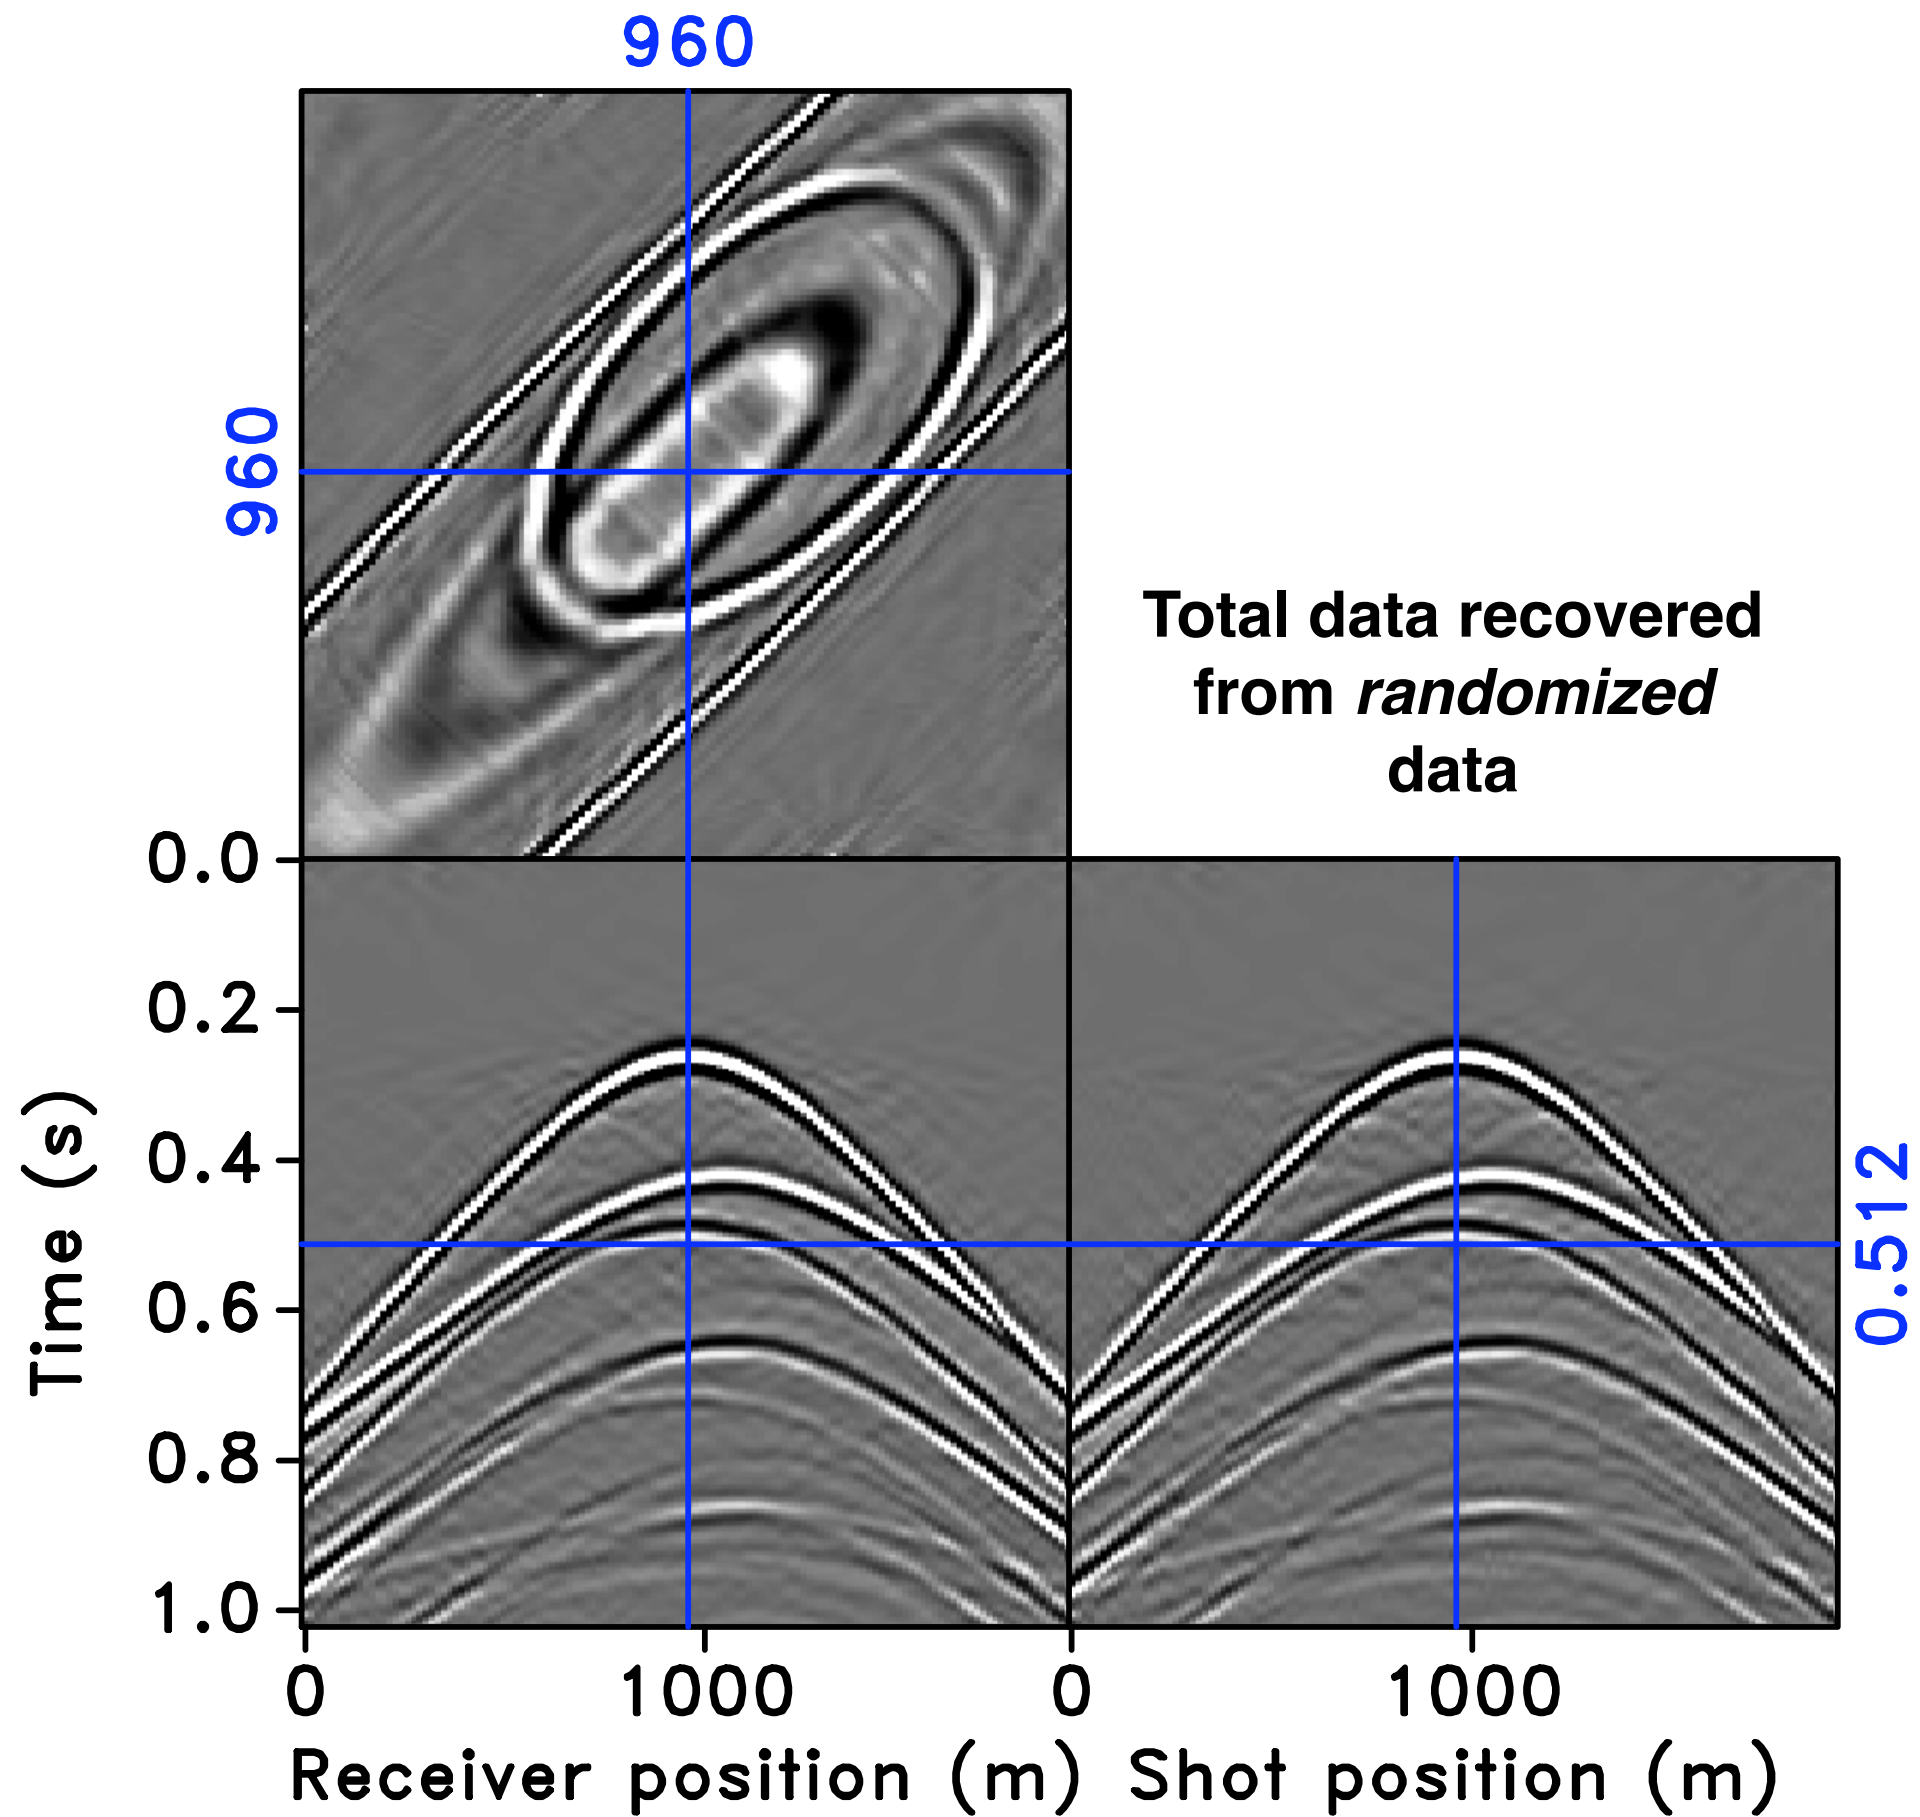 960
960
Total data recovered
from randomized
data
0.0
0.2
0.4
0.6
0.8
1.0
Time (s)
0.512
0 1000 0 1000
Receiver position (m) Shot position (m)